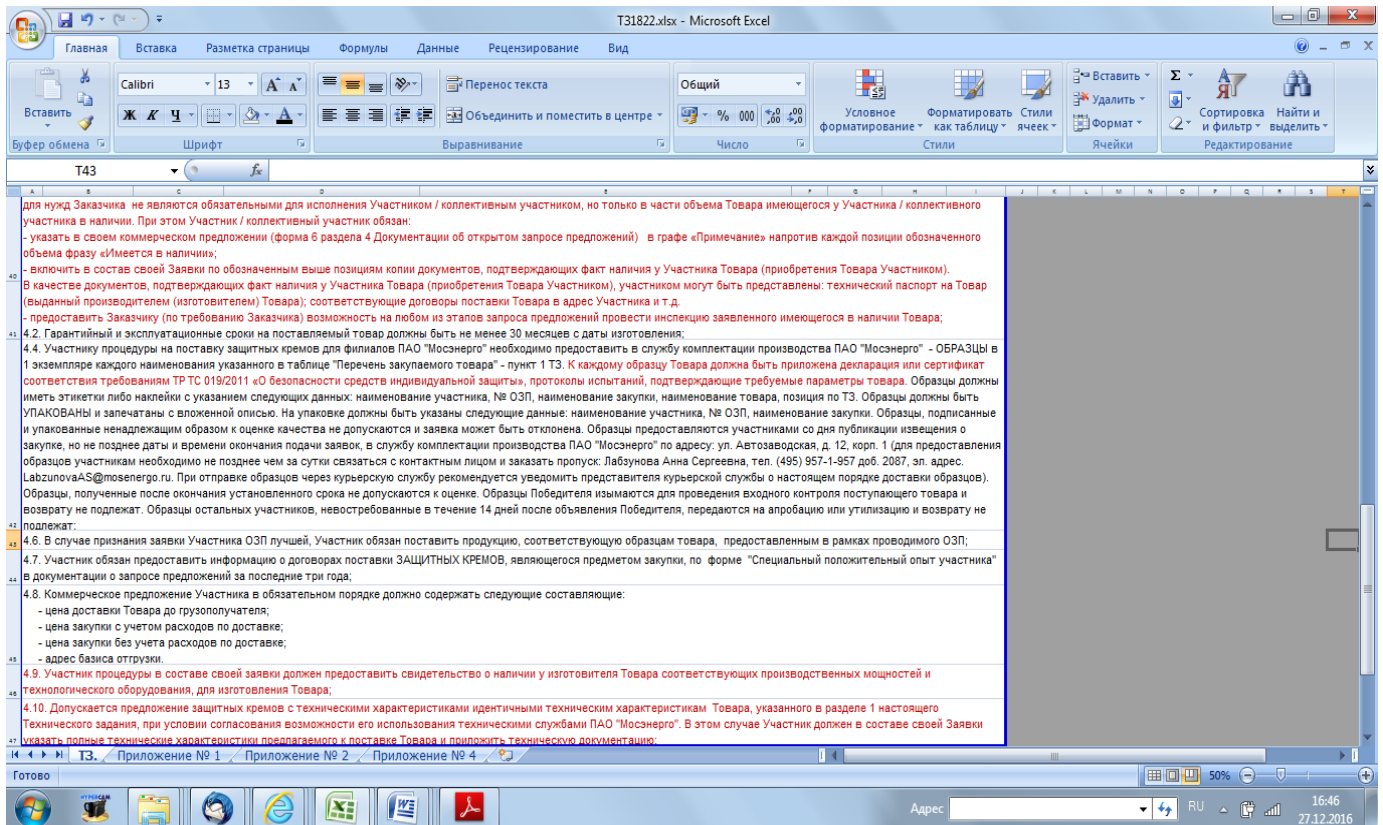 T31822.xlsx - Microsoft Excel
Главная Вставка Разметка страницы Формулы Данные Рецензирование Вид
Calibri 13 Перенос текста Общий Вставить Σ
Вставить Ж К Ч Объединить и поместить в центре % 000 Условное форматирование Форматировать как таблицу Стили ячеек Удалить Формат Сортировка и фильтр Найти и выделить
Буфер обмена Шрифт Выравнивание Число Стили Ячейки Редактирование
T43 fx
A B C D E F G H I J K L M N O P Q R S T
для нужд Заказчика не являются обязательными для исполнения Участником / коллективным участником, но только в части объема Товара имеющегося у Участника / коллективного
участника в наличии. При этом Участник / коллективный участник обязан:
- указать в своем коммерческом предложении (форма 6 раздела 4 Документации об открытом запросе предложений) в графе «Примечание» напротив каждой позиции обозначенного
объема фразу «Имеется в наличии»;
40 - включить в состав своей Заявки по обозначенным выше позициям копии документов, подтверждающих факт наличия у Участника Товара (приобретения Товара Участником).
В качестве документов, подтверждающих факт наличия у Участника Товара (приобретения Товара Участником), участником могут быть представлены: технический паспорт на Товар
(выданный производителем (изготовителем) Товара); соответствующие договоры поставки Товара в адрес Участника и т.д.
- предоставить Заказчику (по требованию Заказчика) возможность на любом из этапов запроса предложений провести инспекцию заявленного имеющегося в наличии Товара;
41 4.2. Гарантийный и эксплуатационные сроки на поставляемый товар должны быть не менее 30 месяцев с даты изготовления;
4.4. Участнику процедуры на поставку защитных кремов для филиалов ПАО "Мосэнерго" необходимо предоставить в службу комплектации производства ПАО "Мосэнерго" - ОБРАЗЦЫ в
1 экземпляре каждого наименования указанного в таблице "Перечень закупаемого товара" - пункт 1 ТЗ. К каждому образцу Товара должна быть приложена декларация или сертификат
соответствия требованиям ТР ТС 019/2011 «О безопасности средств индивидуальной защиты», протоколы испытаний, подтверждающие требуемые параметры товара. Образцы должны
иметь этикетки либо наклейки с указанием следующих данных: наименование участника, № ОЗП, наименование закупки, наименование товара, позиция по ТЗ. Образцы должны быть
УПАКОВАНЫ и запечатаны с вложенной описью. На упаковке должны быть указаны следующие данные: наименование участника, № ОЗП, наименование закупки. Образцы, подписанные
и упакованные ненадлежащим образом к оценке качества не допускаются и заявка может быть отклонена. Образцы предоставляются участниками со дня публикации извещения о
закупке, но не позднее даты и времени окончания подачи заявок, в службу комплектации производства ПАО "Мосэнерго" по адресу: ул. Автозаводская, д. 12, корп. 1 (для предоставления
образцов участникам необходимо не позднее чем за сутки связаться с контактным лицом и заказать пропуск: Лабзунова Анна Сергеевна, тел. (495) 957-1-957 доб. 2087, эл. адрес.
LabzunovaAS@mosenergo.ru. При отправке образцов через курьерскую службу рекомендуется уведомить представителя курьерской службы о настоящем порядке доставки образцов).
Образцы, полученные после окончания установленного срока не допускаются к оценке. Образцы Победителя изымаются для проведения входного контроля поступающего товара и
возврату не подлежат. Образцы остальных участников, невостребованные в течение 14 дней после объявления Победителя, передаются на апробацию или утилизацию и возврату не
42 подлежат;
43 4.6. В случае признания заявки Участника ОЗП лучшей, Участник обязан поставить продукцию, соответствующую образцам товара, предоставленным в рамках проводимого ОЗП;
4.7. Участник обязан предоставить информацию о договорах поставки ЗАЩИТНЫХ КРЕМОВ, являющегося предметом закупки, по форме "Специальный положительный опыт участника"
44 в документации о запросе предложений за последние три года;
4.8. Коммерческое предложение Участника в обязательном порядке должно содержать следующие составляющие:
- цена доставки Товара до грузополучателя;
- цена закупки с учетом расходов по доставке;
- цена закупки без учета расходов по доставке;
45 - адрес базиса отгрузки.
4.9. Участник процедуры в составе своей заявки должен предоставить свидетельство о наличии у изготовителя Товара соответствующих производственных мощностей и
46 технологического оборудования, для изготовления Товара;
4.10. Допускается предложение защитных кремов с техническими характеристиками идентичными техническим характеристикам Товара, указанного в разделе 1 настоящего
Технического задания, при условии согласования возможности его использования техническими службами ПАО "Мосэнерго". В этом случае Участник должен в составе своей Заявки
47 указать полные технические характеристики предлагаемого к поставке Товара и приложить техническую документацию;
ТЗ. Приложение № 1 Приложение № 2 Приложение № 4
Готово 50%
HYPERCAM Адрес RU 16:46
27.12.2016